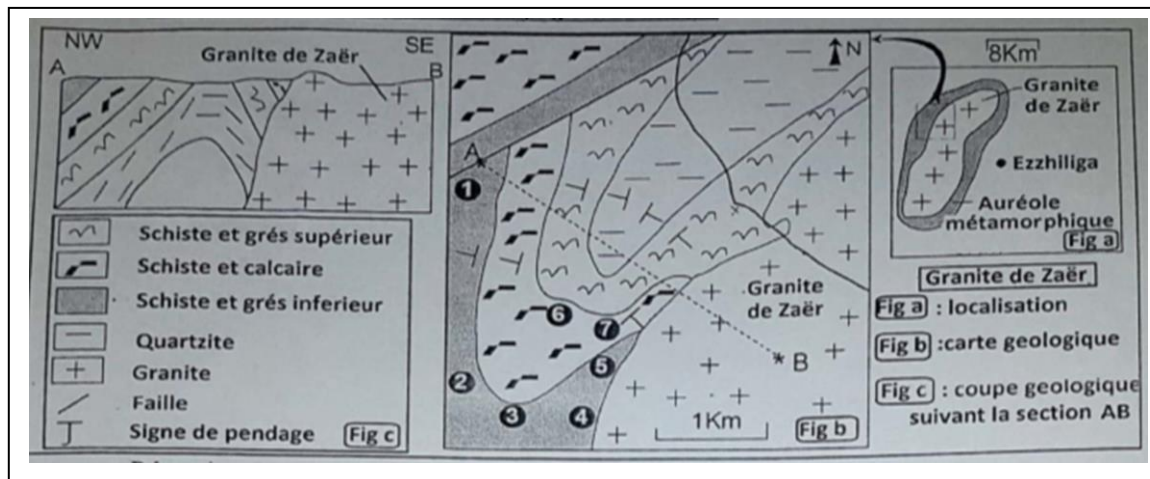 NW
SE
A
B
Granite de Zaër
Schiste et grés supérieur
Schiste et calcaire
Schiste et grés inferieur
Quartzite
Granite
Faille
Signe de pendage
Fig c
N
A
1
2
3
4
5
6
7
Granite
de Zaër
B
1Km
Fig b
8Km
Granite
de Zaër
Ezzhiliga
Auréole
métamorphique
Fig a
Granite de Zaër
Fig a : localisation
Fig b :carte geologique
Fig c : coupe geologique
suivant la section AB